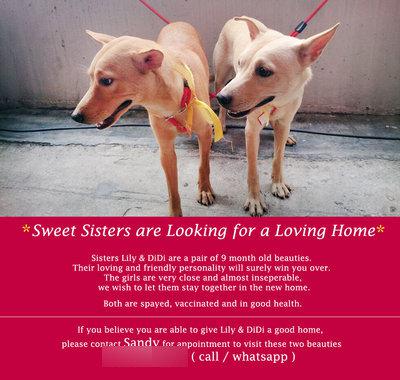 *Sweet Sisters are Looking for a Loving Home*
Sisters Lily & DiDi are a pair of 9 month old beauties.
Their loving and friendly personality will surely win you over.
The girls are very close and almost inseperable,
we wish to let them stay together in the new home.
Both are spayed, vaccinated and in good health.
If you believe you are able to give Lily & DiDi a good home,
please contact Sandy for appointment to visit these two beauties
( call / whatsapp )